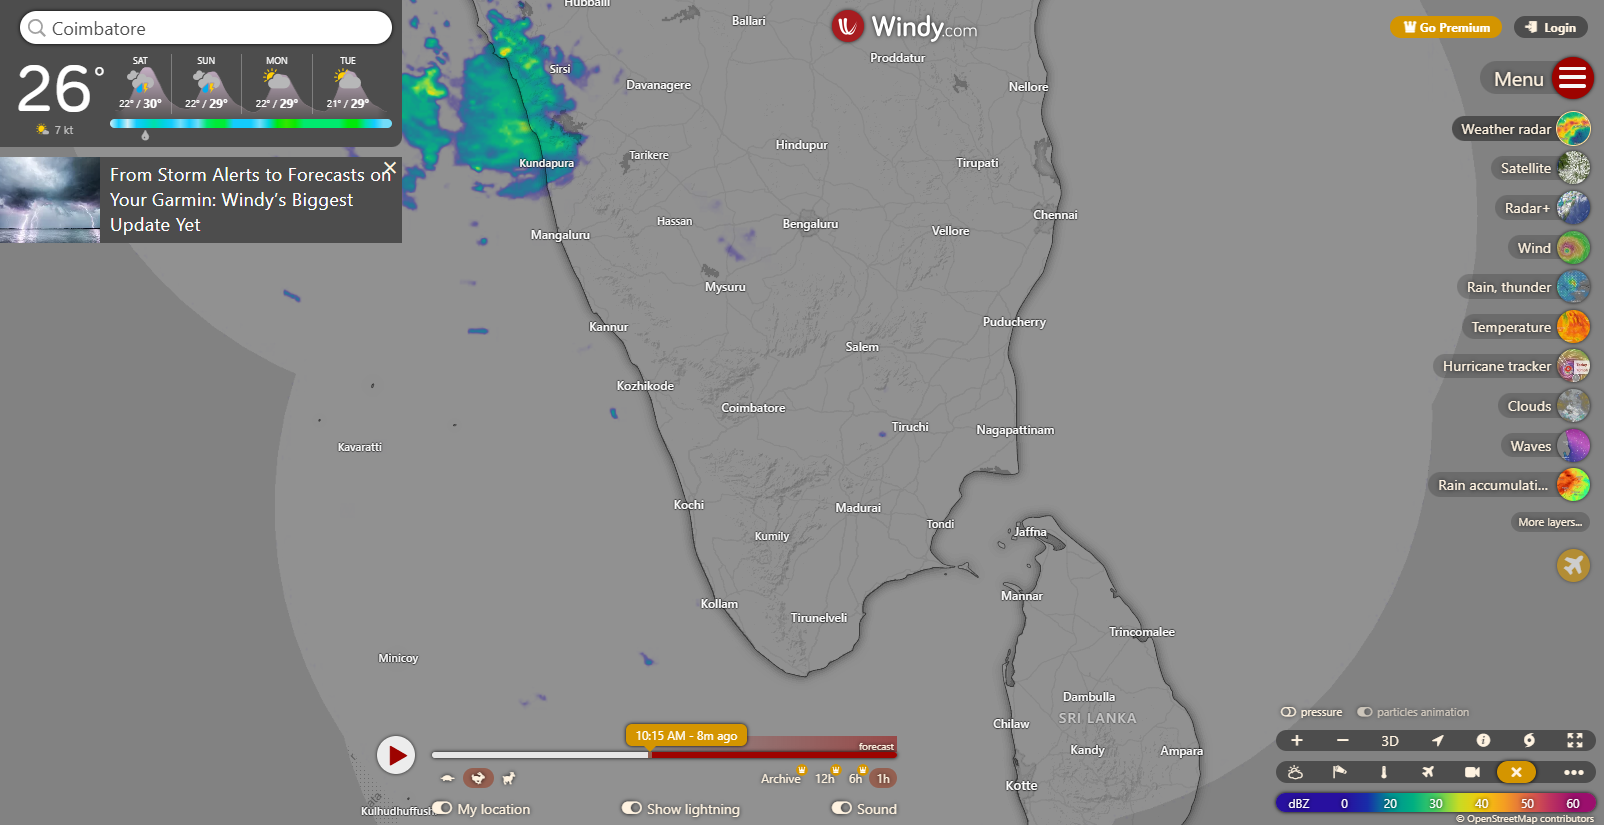 Coimbatore
26°
7 kt
SAT SUN MON TUE
22° / 30° 22° / 29° 22° / 29° 21° / 29°
From Storm Alerts to Forecasts on
Your Garmin: Windy’s Biggest
Update Yet
Windy.com
Go Premium
Login
Menu
Weather radar
Satellite
Radar+
Wind
Rain, thunder
Temperature
Hurricane tracker
Clouds
Waves
Rain accumulati...
More layers...
Hubballi
Ballari
Proddatur
Sirsi
Davanagere
Nellore
Hindupur
Kundapura
Tarikere
Tirupati
Chennai
Hassan
Bengaluru
Vellore
Mangaluru
Mysuru
Puducherry
Kannur
Salem
Kozhikode
Coimbatore
Tiruchi
Nagapattinam
Kavaratti
Kochi
Madurai
Tondi
Jaffna
Kumily
Mannar
Kollam
Tirunelveli
Trincomalee
Minicoy
Dambulla
SRI LANKA
Chilaw
Kandy
Ampara
Kotte
Kulhudhuffush
10:15 AM - 8m ago
forecast
Archive 12h 6h 1h
My location
Show lightning
Sound
pressure
particles animation
+ − 3D
dBZ 0 20 30 40 50 60
© OpenStreetMap contributors